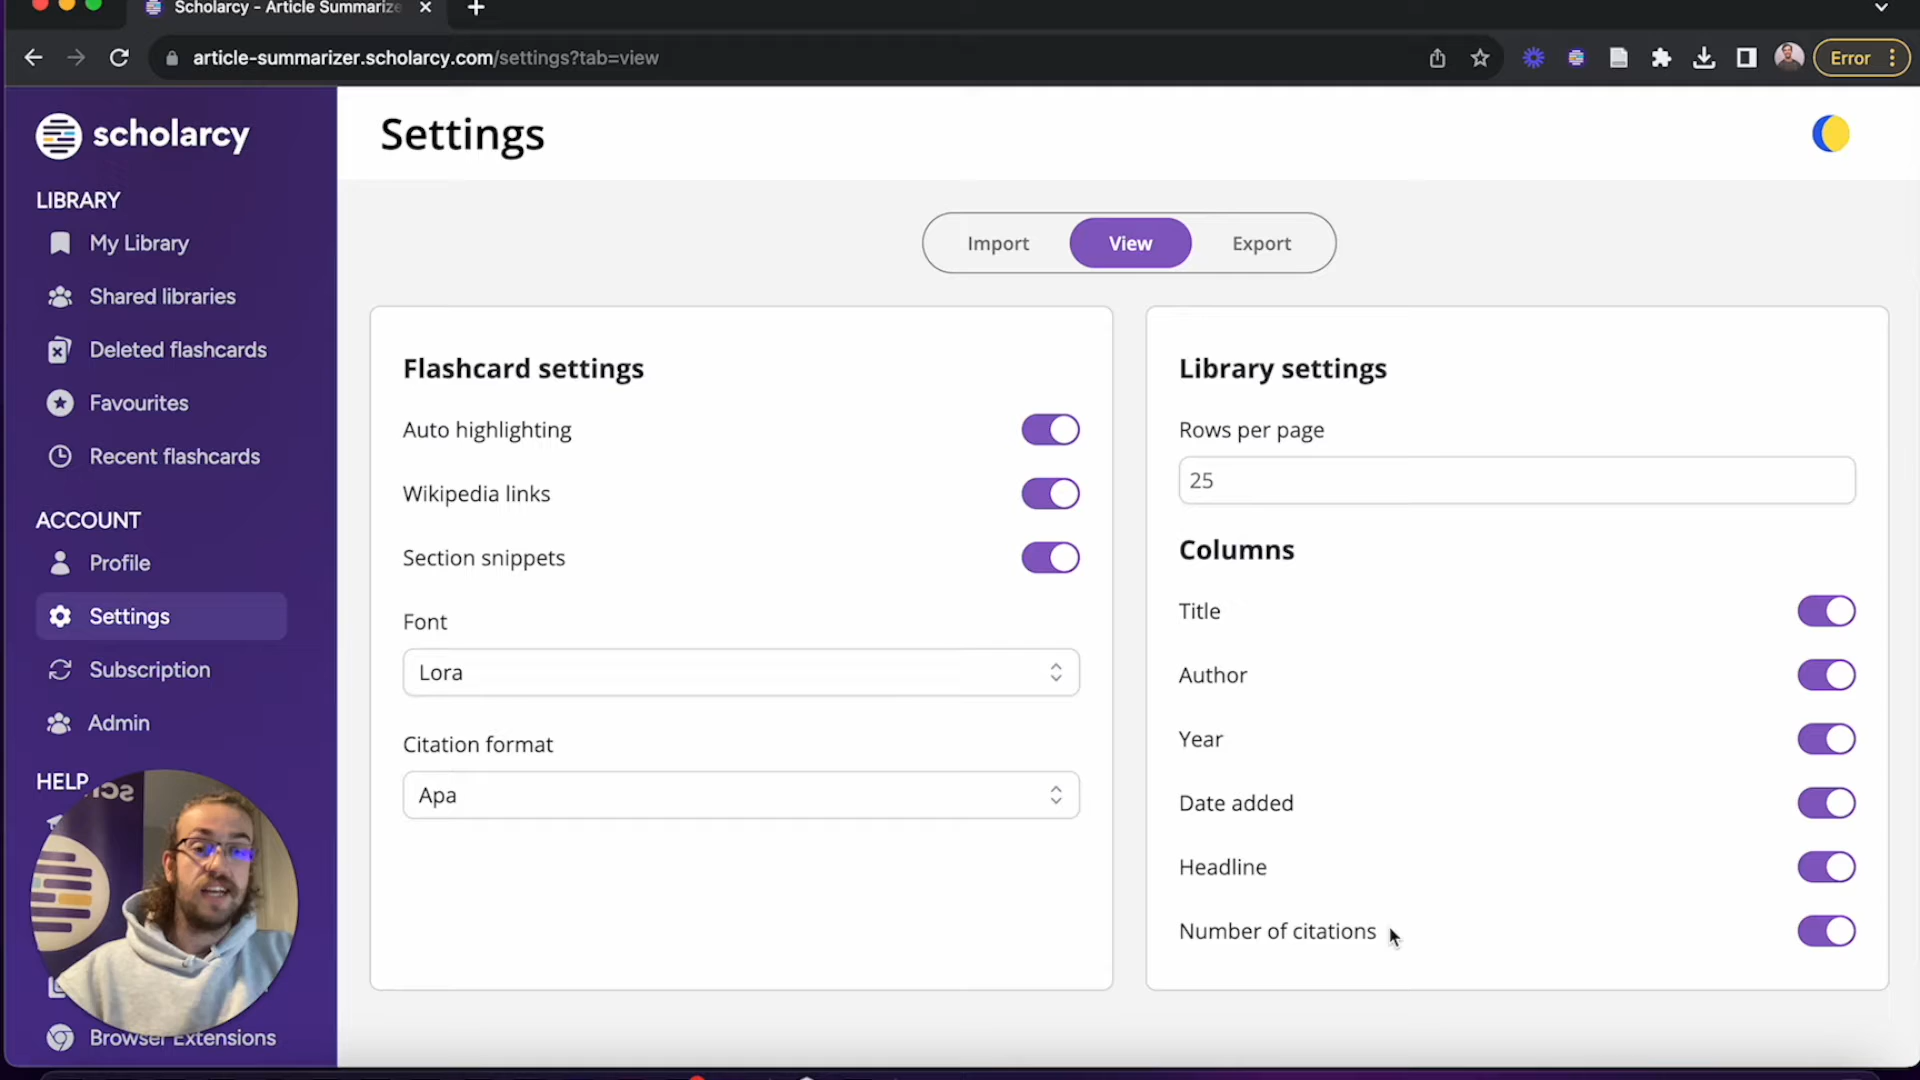 Scholarcy - Article Summarize
article-summarizer.scholarcy.com/settings?tab=view
Error
scholarcy
Settings
LIBRARY
My Library
Shared libraries
Deleted flashcards
Favourites
Recent flashcards
ACCOUNT
Profile
Settings
Subscription
Admin
HELP
Browser Extensions
Import
View
Export
Flashcard settings
Auto highlighting
Wikipedia links
Section snippets
Font
Lora
Citation format
Apa
Library settings
Rows per page
25
Columns
Title
Author
Year
Date added
Headline
Number of citations